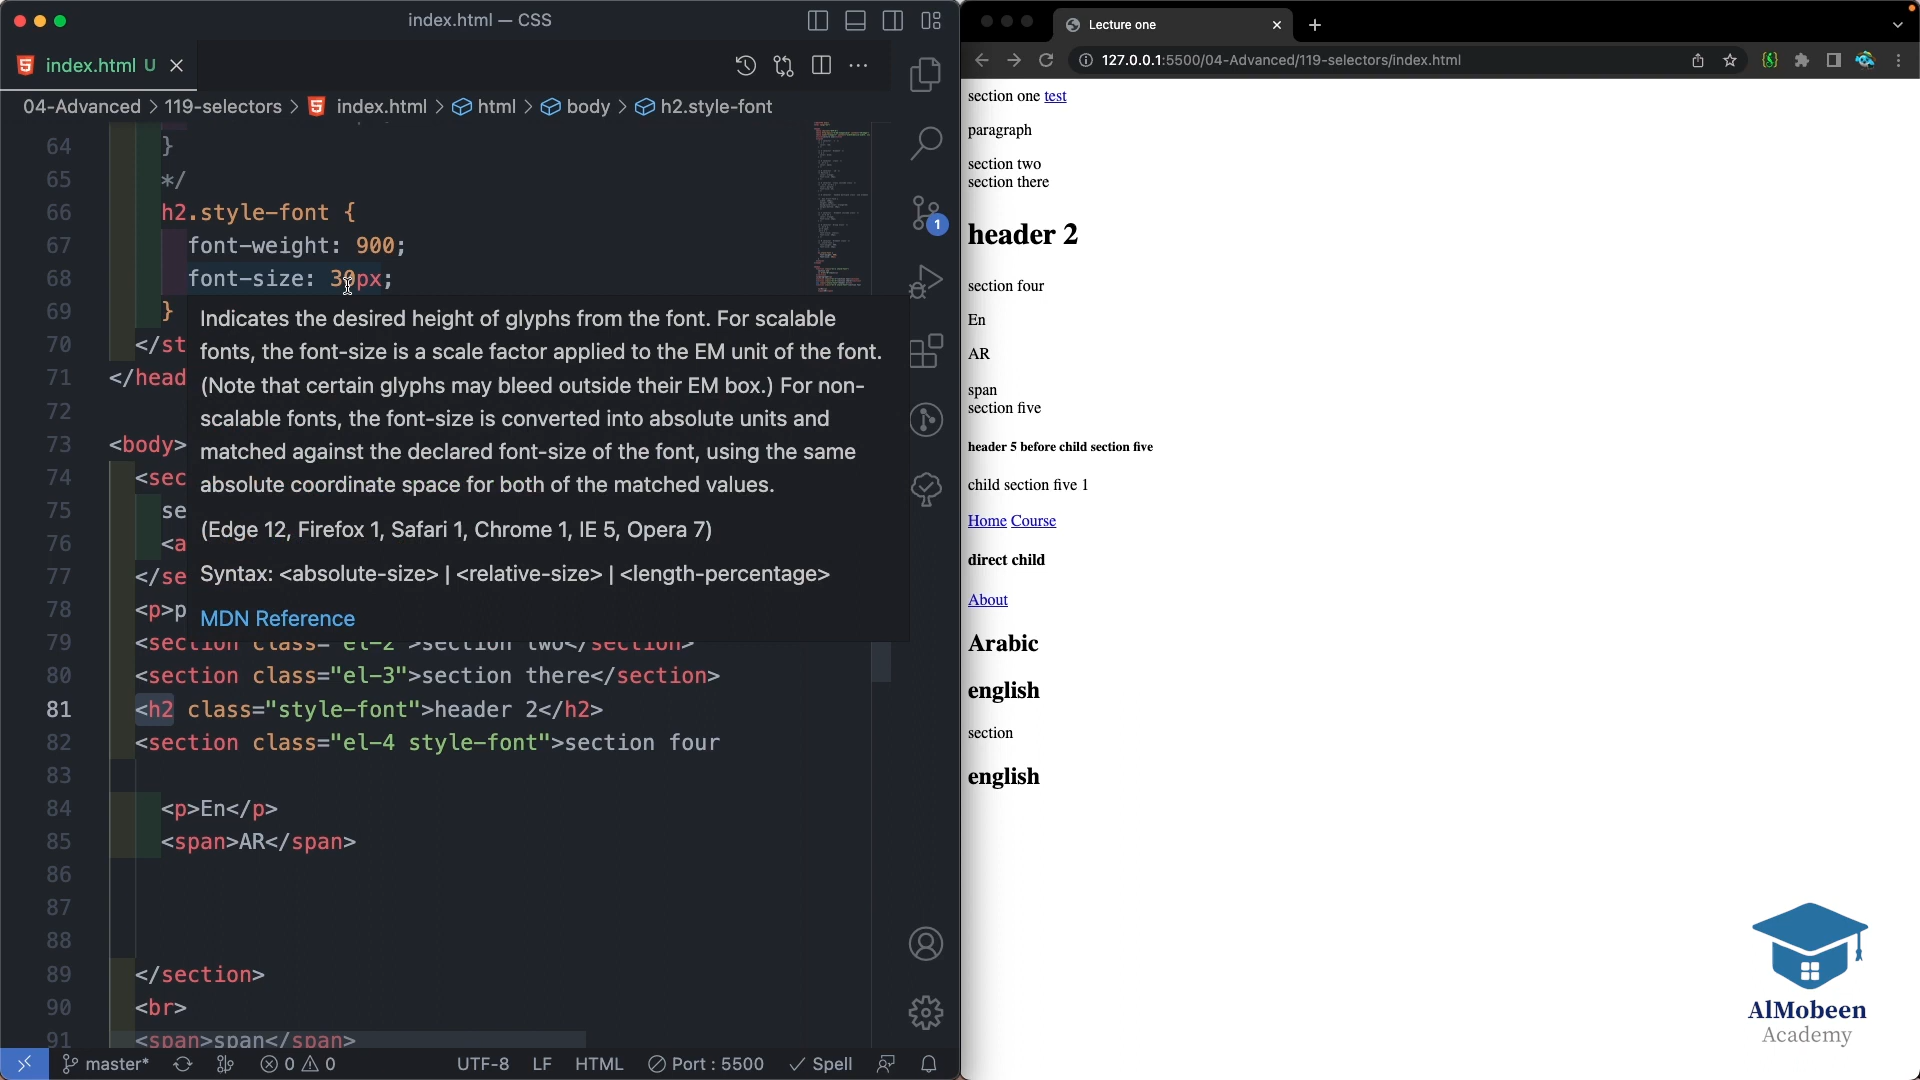 index.html — CSS
index.html U
04-Advanced > 119-selectors > index.html > html > body > h2.style-font
64 }
65 */
66 h2.style-font {
67 font-weight: 900;
68 font-size: 30px;
69 }
70 </st
71 </head
72
73 <body>
74 <sec
75 se
76 <a
77 </se
78 <p>p
Indicates the desired height of glyphs from the font. For scalable
fonts, the font-size is a scale factor applied to the EM unit of the font.
(Note that certain glyphs may bleed outside their EM box.) For non-
scalable fonts, the font-size is converted into absolute units and
matched against the declared font-size of the font, using the same
absolute coordinate space for both of the matched values.
(Edge 12, Firefox 1, Safari 1, Chrome 1, IE 5, Opera 7)
Syntax: <absolute-size> | <relative-size> | <length-percentage>
MDN Reference
79 <section class="el-2">section two</section>
80 <section class="el-3">section there</section>
81 <h2 class="style-font">header 2</h2>
82 <section class="el-4 style-font">section four
83
84 <p>En</p>
85 <span>AR</span>
86
87
88
89 </section>
90 <br>
91 <span>span</span>
1
master* 0 0 UTF-8 LF HTML Port : 5500 Spell
Lecture one
127.0.0.1:5500/04-Advanced/119-selectors/index.html
section one test
paragraph
section two
section there
header 2
section four
En
AR
span
section five
header 5 before child section five
child section five 1
Home Course
direct child
About
Arabic
english
section
english
AlMobeen
Academy